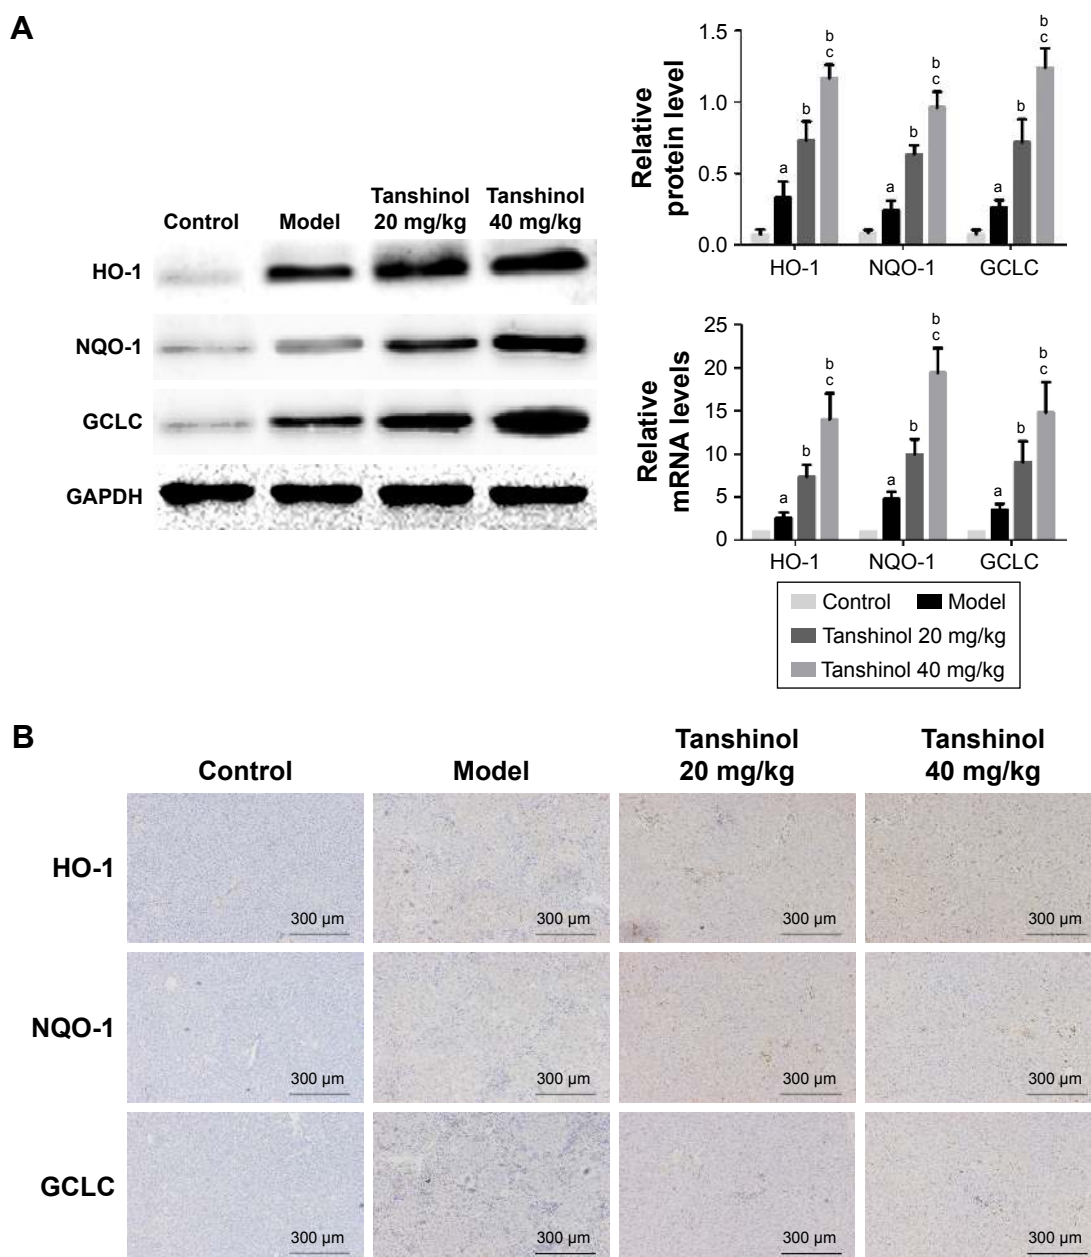 A
Control
Model
Tanshinol
20 mg/kg
Tanshinol
40 mg/kg
HO-1
NQO-1
GCLC
GAPDH
Relative
protein level
1.5
1.0
0.5
0.0
a
b
b
c
a
b
b
c
a
b
b
c
HO-1
NQO-1
GCLC
Relative
mRNA levels
25
20
15
10
5
0
a
b
b
c
a
b
b
c
a
b
b
c
HO-1
NQO-1
GCLC
Control
Model
Tanshinol 20 mg/kg
Tanshinol 40 mg/kg
B
Control
Model
Tanshinol
20 mg/kg
Tanshinol
40 mg/kg
HO-1
300 µm
300 µm
300 µm
300 µm
NQO-1
300 µm
300 µm
300 µm
300 µm
GCLC
300 µm
300 µm
300 µm
300 µm